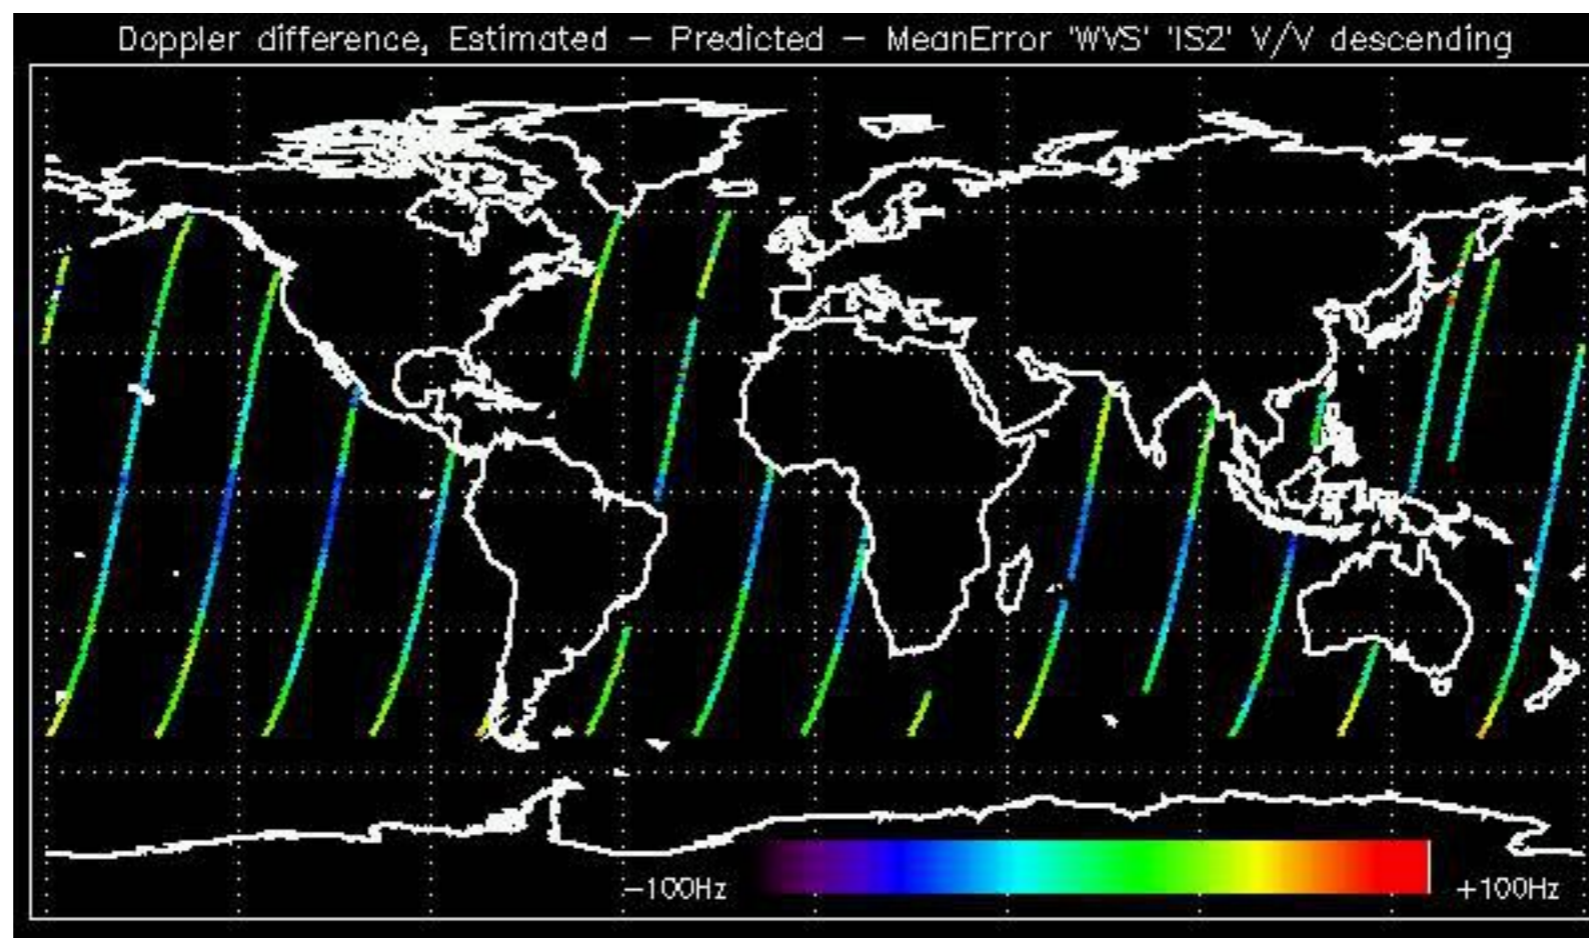 Doppler difference, Estimated - Predicted - MeanError 'WVS' 'IS2' V/V descending
-100Hz
+100Hz